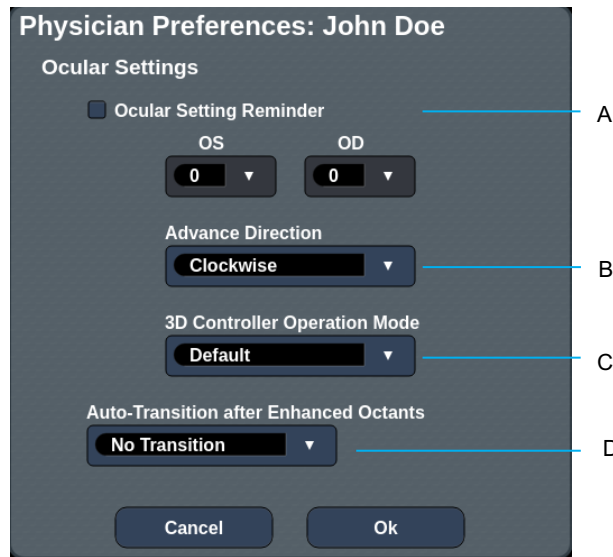 Physician Preferences: John Doe
Ocular Settings
Ocular Setting Reminder
A
OS OD
0 0
Advance Direction
Clockwise
B
3D Controller Operation Mode
Default
C
Auto-Transition after Enhanced Octants
No Transition
D
Cancel Ok